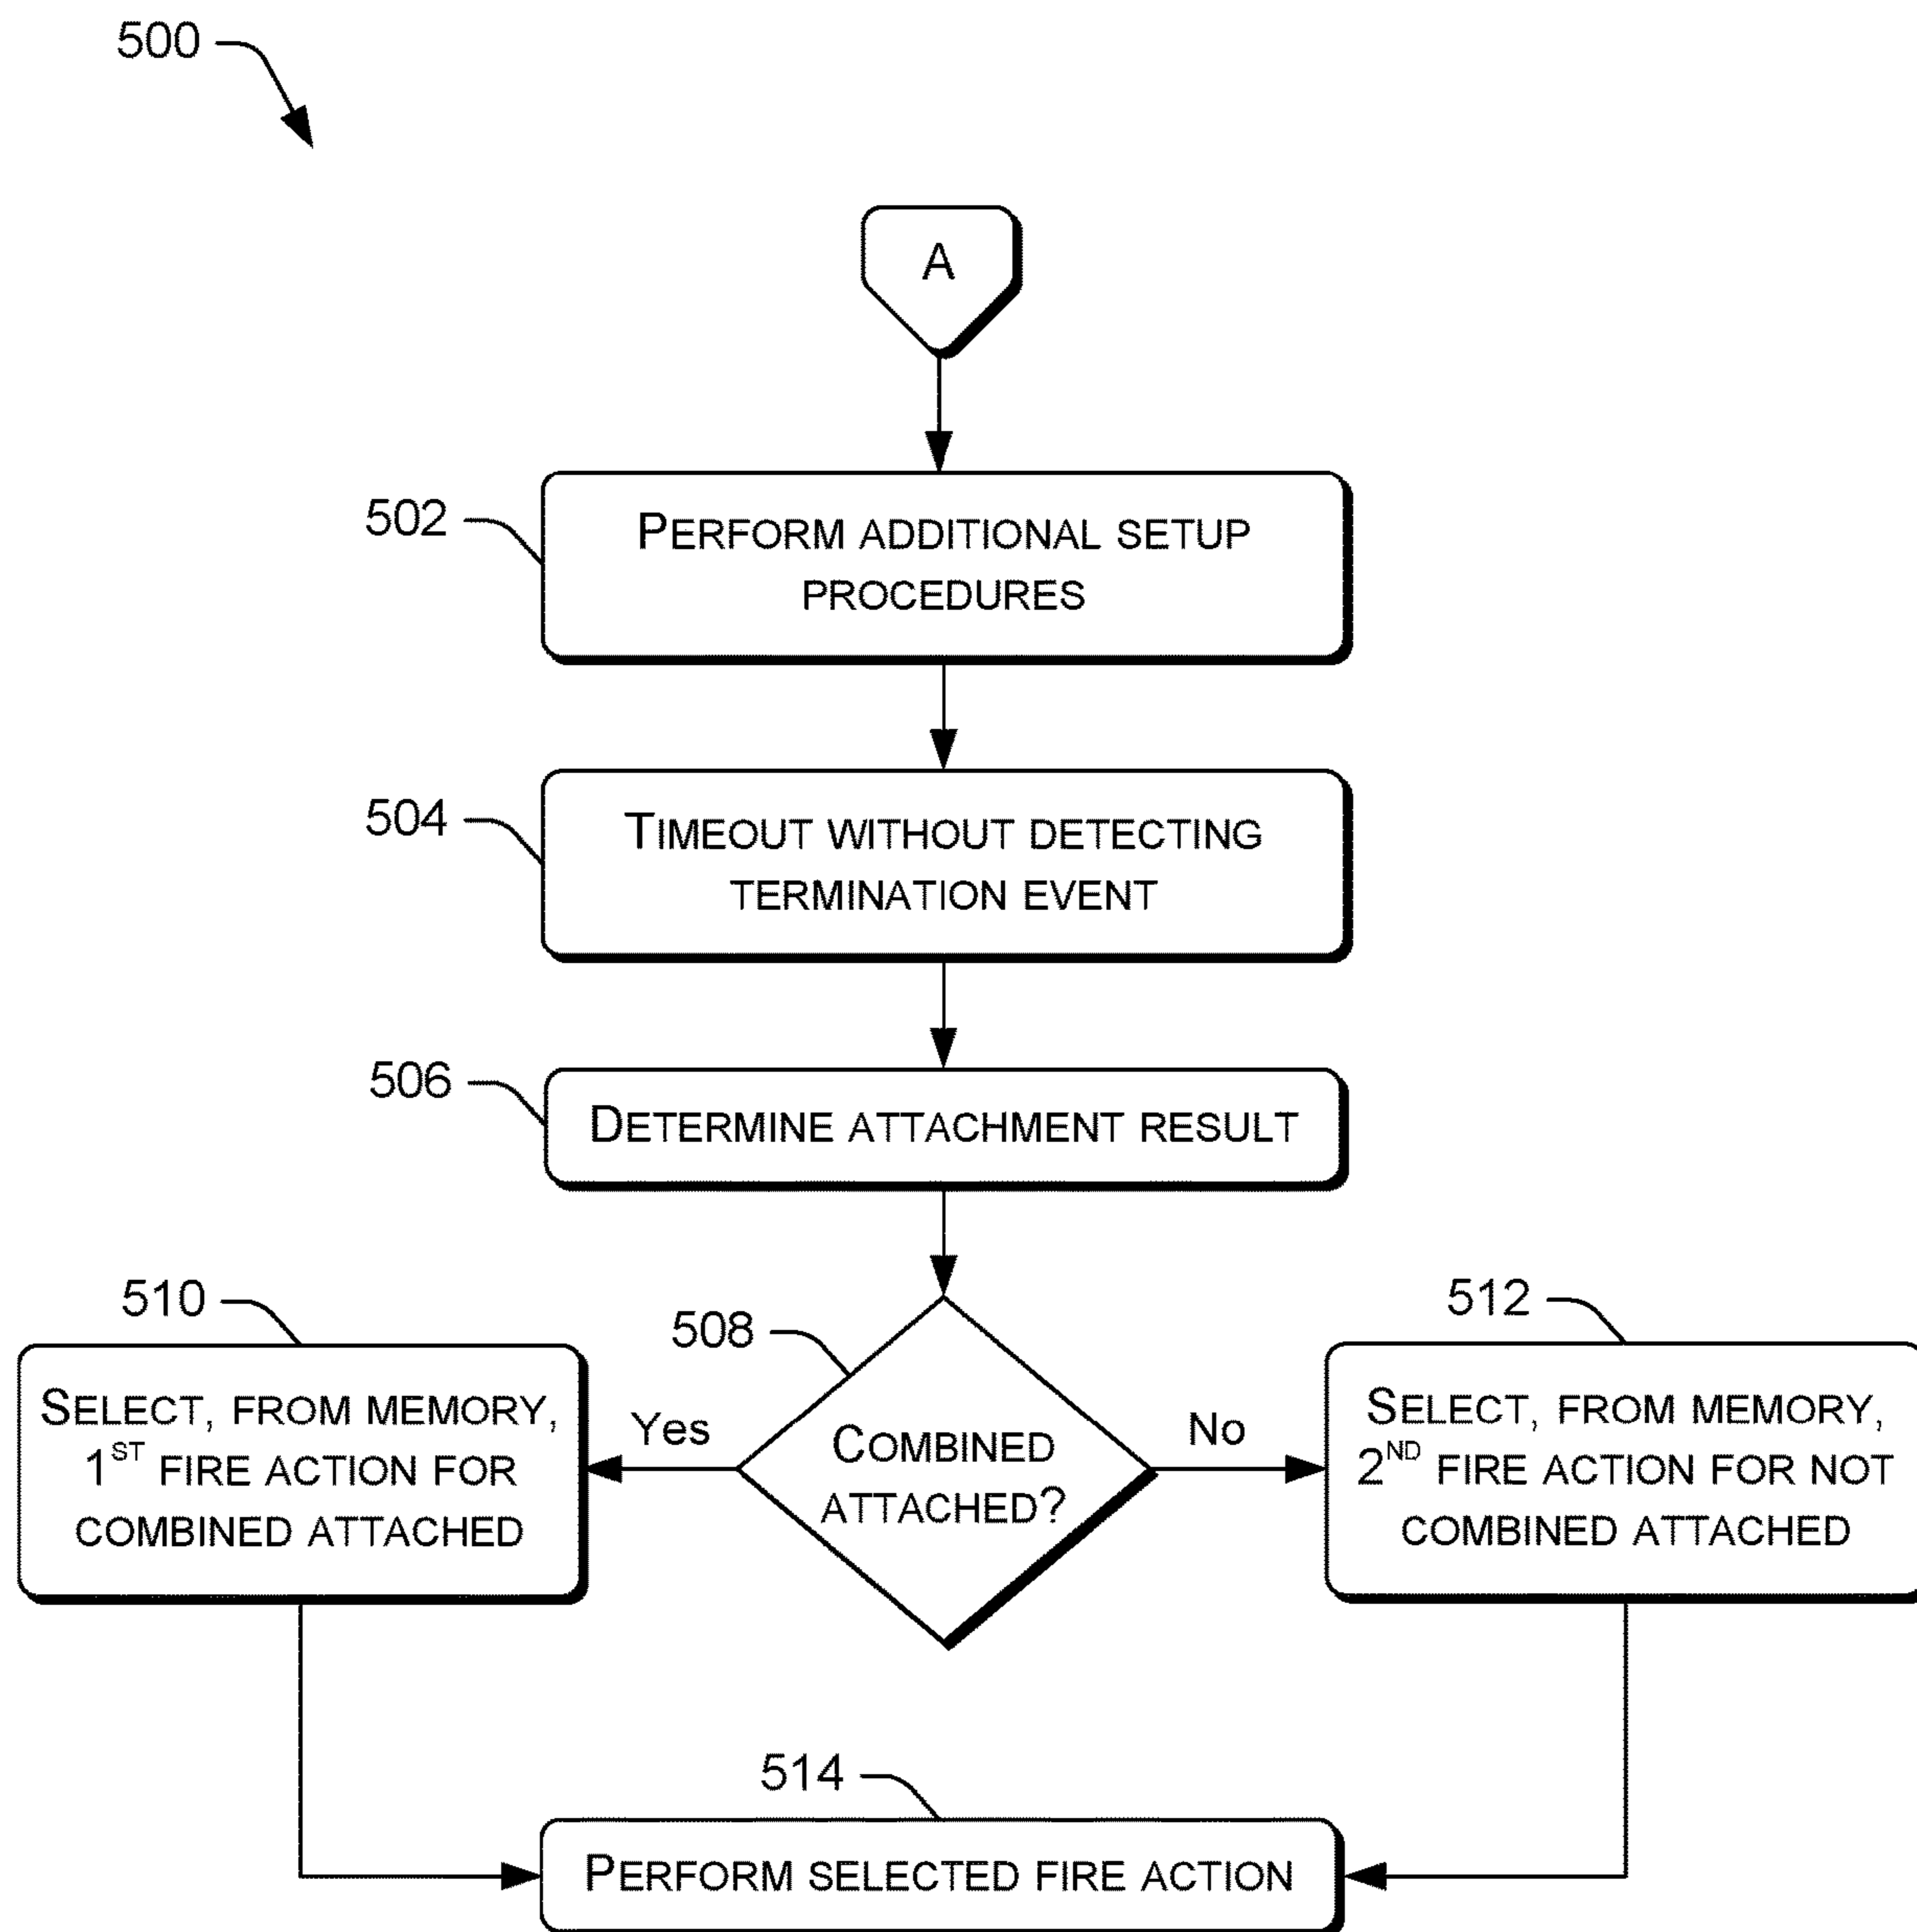 500
A
502
PERFORM ADDITIONAL SETUP
PROCEDURES
504
TIMEOUT WITHOUT DETECTING
TERMINATION EVENT
506
DETERMINE ATTACHMENT RESULT
510
SELECT, FROM MEMORY,
1ST FIRE ACTION FOR
COMBINED ATTACHED
Yes
508
COMBINED
ATTACHED?
No
512
SELECT, FROM MEMORY,
2ND FIRE ACTION FOR NOT
COMBINED ATTACHED
514
PERFORM SELECTED FIRE ACTION